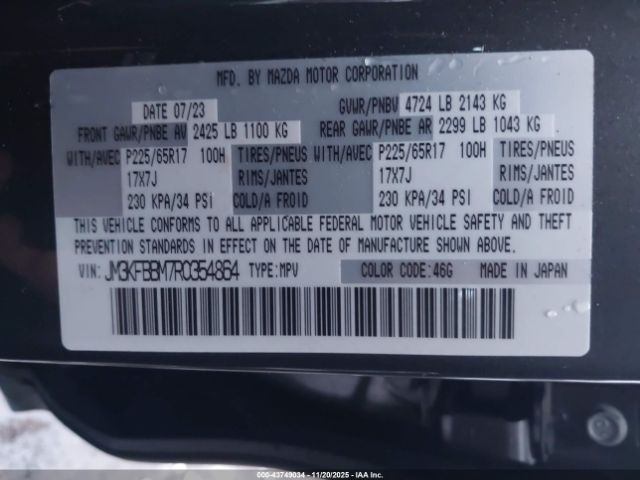 MFD. BY MAZDA MOTOR CORPORATION
DATE 07/23 GVWR/PNBV 4724 LB 2143 KG
FRONT GAWR/PNBE AV 2425 LB 1100 KG REAR GAWR/PNBE AR 2299 LB 1043 KG
WITH/AVEC P225/65R17 100H TIRES/PNEUS WITH/AVEC P225/65R17 100H TIRES/PNEUS
17X7J RIMS/JANTES 17X7J RIMS/JANTES
230 KPA/34 PSI COLD/A FROID 230 KPA/34 PSI COLD/A FROID
THIS VEHICLE CONFORMS TO ALL APPLICABLE FEDERAL MOTOR VEHICLE SAFETY AND THEFT
PREVENTION STANDARDS IN EFFECT ON THE DATE OF MANUFACTURE SHOWN ABOVE.
VIN: JM3KFBBM7R0354864 TYPE:MPV COLOR CODE:46G MADE IN JAPAN
000-43749034 - 11/20/2025 - IAA Inc.